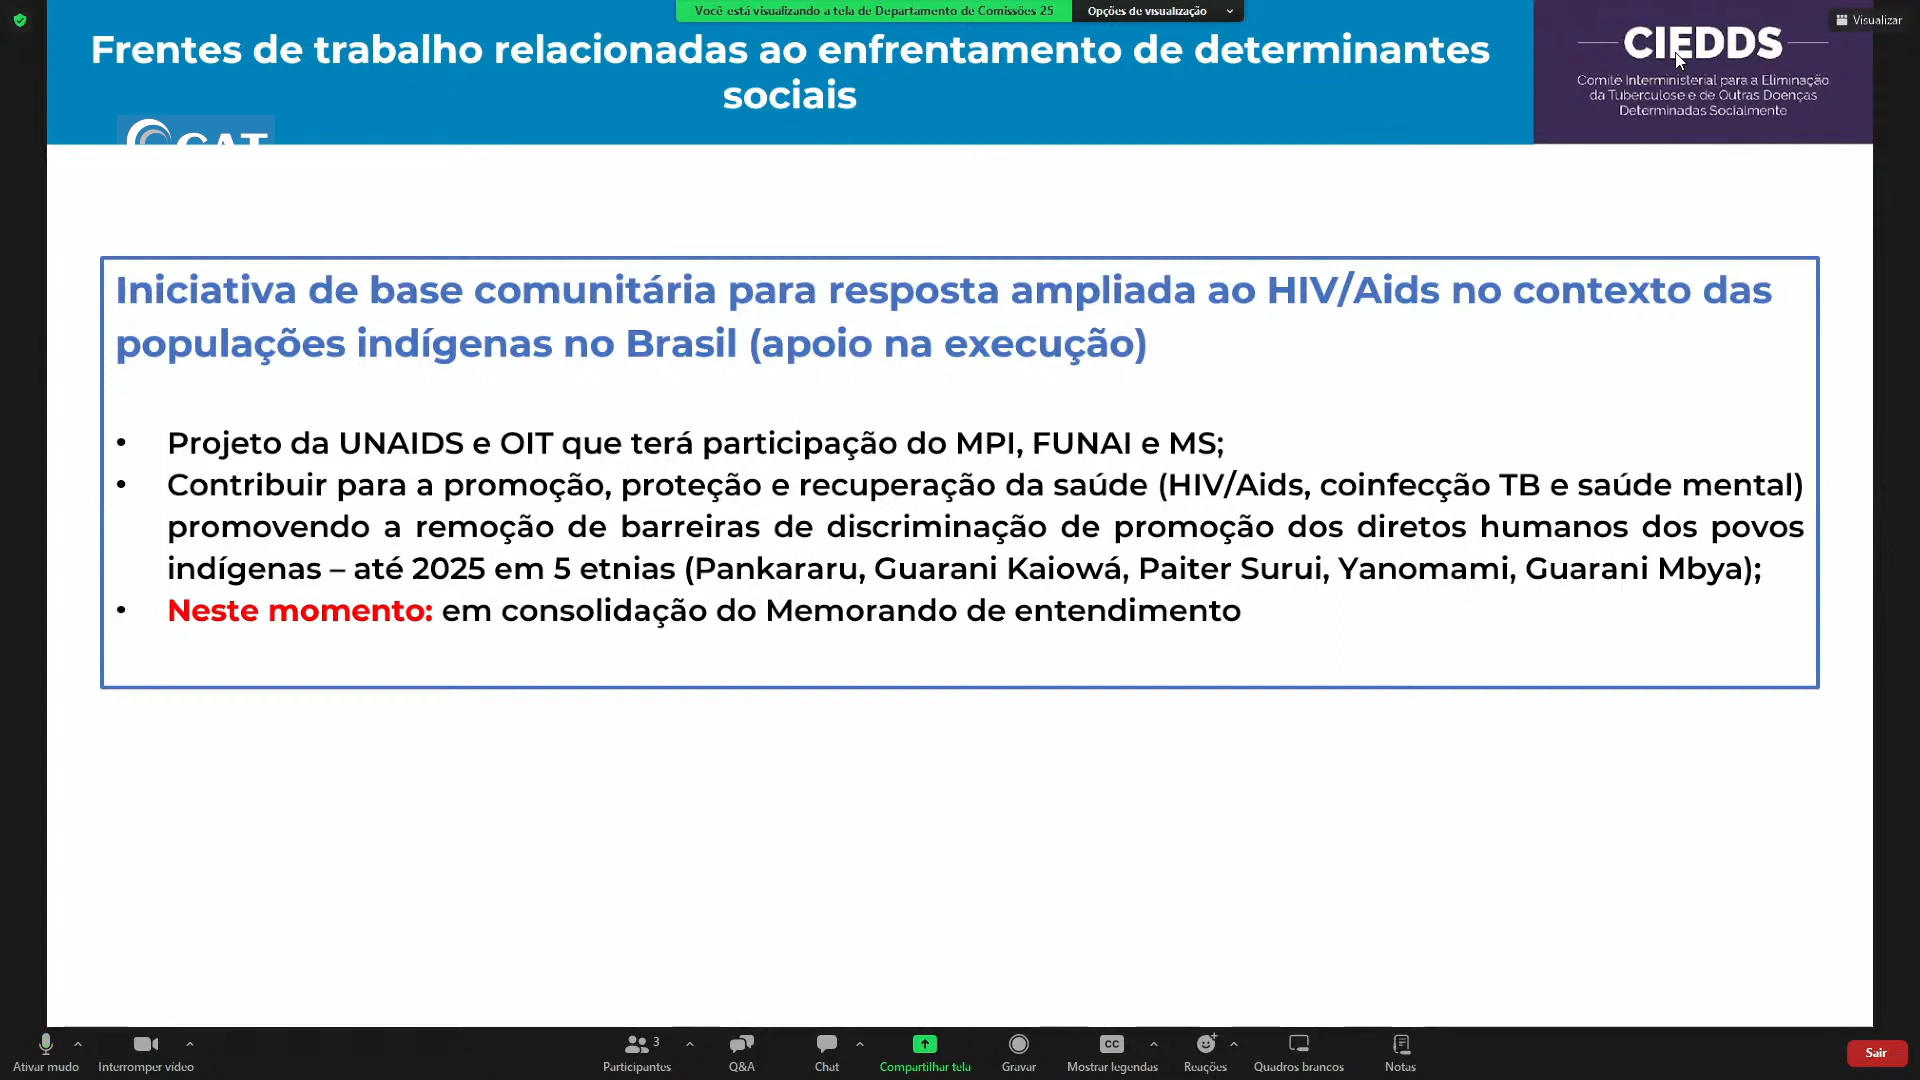 Você está visualizando a tela de Departamento de Comissões 25
Opções de visualização
Visualizar
Frentes de trabalho relacionadas ao enfrentamento de determinantes
sociais
CIEDDS
Comitê Interministerial para a Eliminação
da Tuberculose e de Outras Doenças
Determinadas Socialmente
Iniciativa de base comunitária para resposta ampliada ao HIV/Aids no contexto das
populações indígenas no Brasil (apoio na execução)
• Projeto da UNAIDS e OIT que terá participação do MPI, FUNAI e MS;
• Contribuir para a promoção, proteção e recuperação da saúde (HIV/Aids, coinfecção TB e saúde mental)
promovendo a remoção de barreiras de discriminação de promoção dos diretos humanos dos povos
indígenas – até 2025 em 5 etnias (Pankararu, Guarani Kaiowá, Paiter Surui, Yanomami, Guarani Mbya);
• Neste momento: em consolidação do Memorando de entendimento
Ativar mudo
Interromper vídeo
Participantes
3
Q&A
Chat
Compartilhar tela
Gravar
CC
Mostrar legendas
Reações
Quadros brancos
Notas
Sair